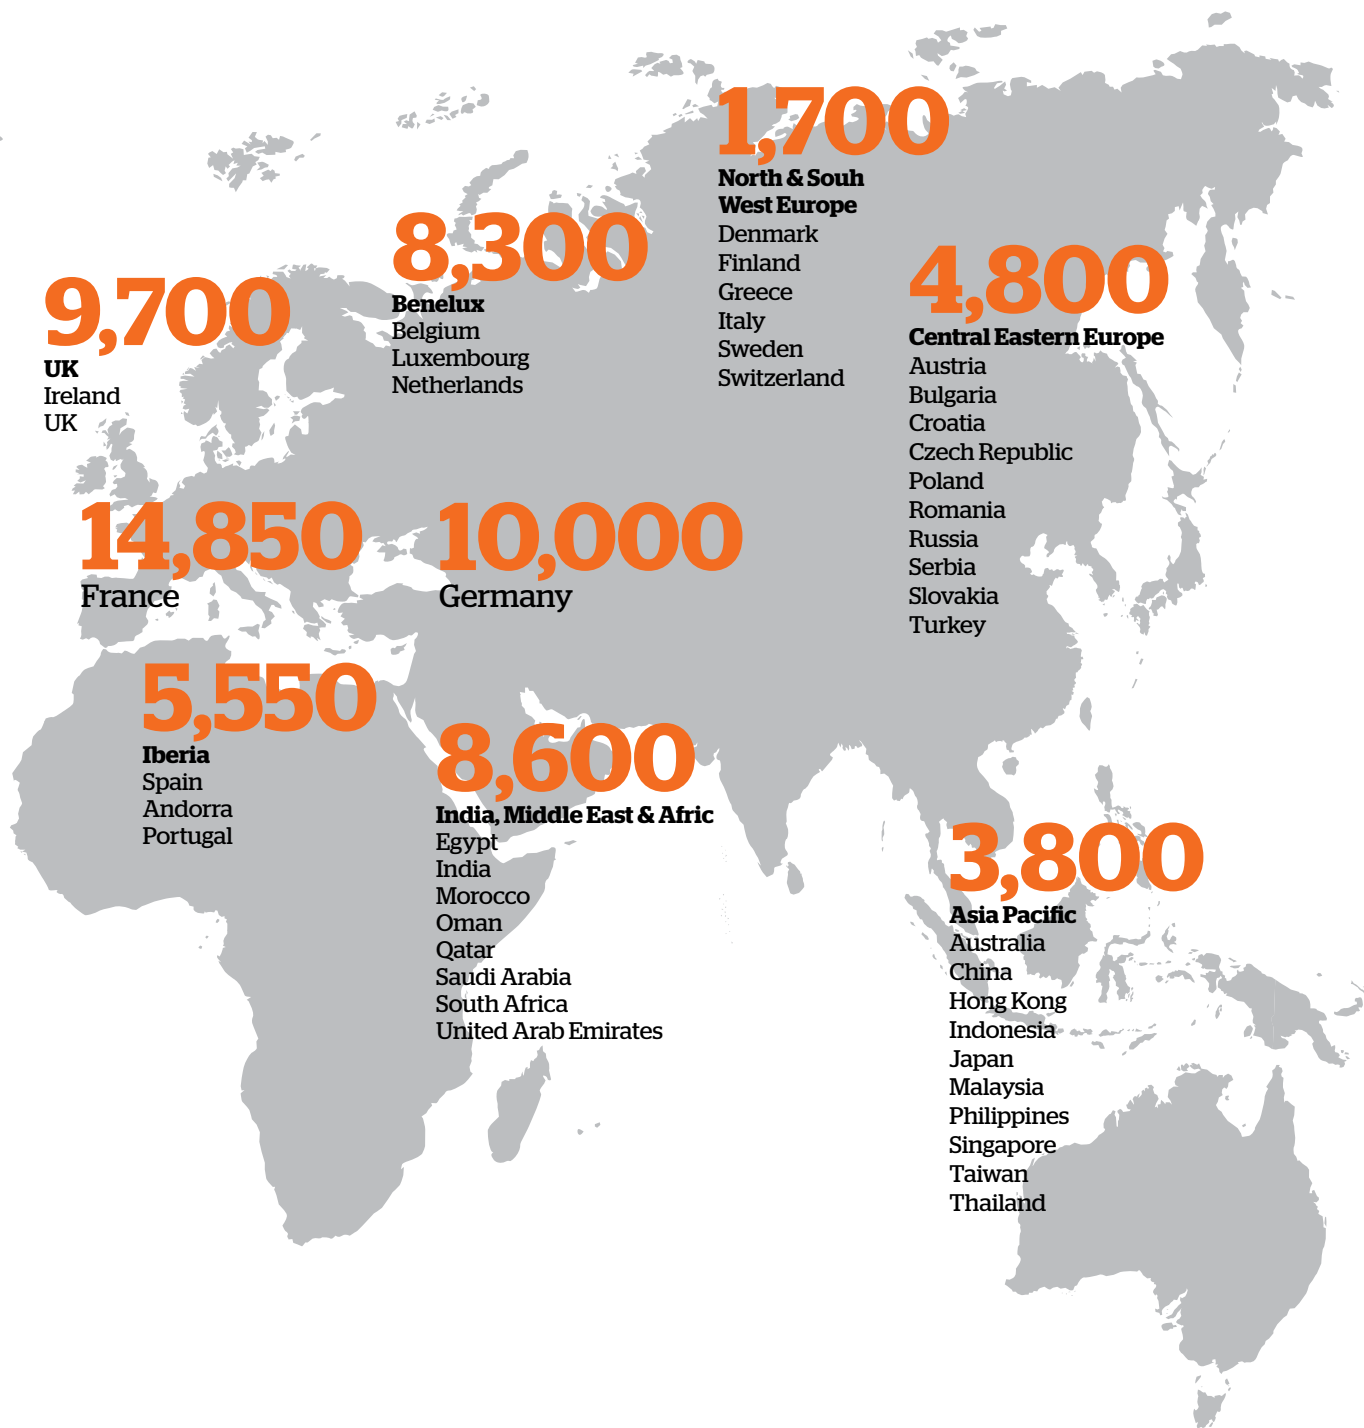 1,700
North & Souh
West Europe
Denmark
Finland
Greece
Italy
Sweden
Switzerland
8,300
Benelux
Belgium
Luxembourg
Netherlands
4,800
Central Eastern Europe
Austria
Bulgaria
Croatia
Czech Republic
Poland
Romania
Russia
Serbia
Slovakia
Turkey
9,700
UK
Ireland
UK
14,850
France
10,000
Germany
5,550
Iberia
Spain
Andorra
Portugal
8,600
India, Middle East & Afric
Egypt
India
Morocco
Oman
Qatar
Saudi Arabia
South Africa
United Arab Emirates
3,800
Asia Pacific
Australia
China
Hong Kong
Indonesia
Japan
Malaysia
Philippines
Singapore
Taiwan
Thailand